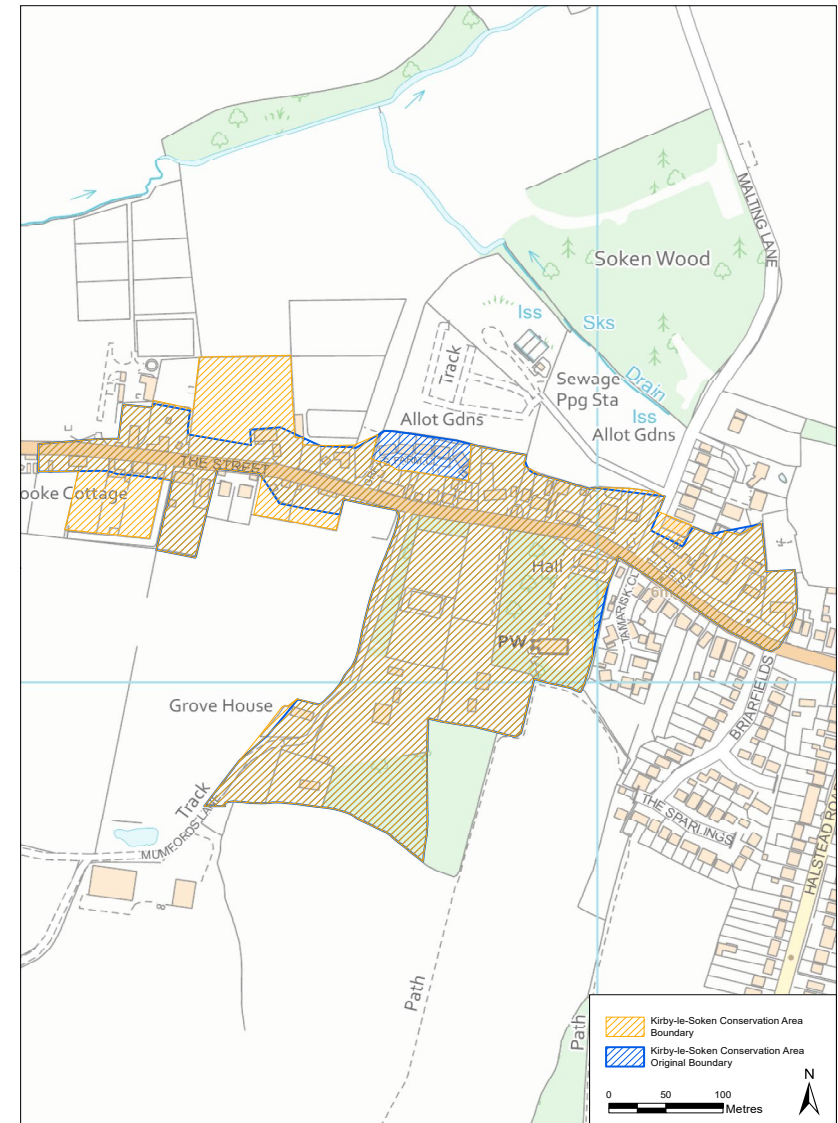 MALTING LANE
Soken Wood
Iss
Sks
Drain
Track
Sewage
Ppg Sta
Iss
Allot Gdns
Allot Gdns
THE STREET
FARM CL
ooke Cottage
Hall
TAMARISK CL
PW
BRIARFIELDS
Grove House
Track
MUMFORDS LANE
THE SPARLINGS
Path
Path
Kirby-le-Soken Conservation Area
Boundary
Kirby-le-Soken Conservation Area
Original Boundary
N
0 50 100
Metres